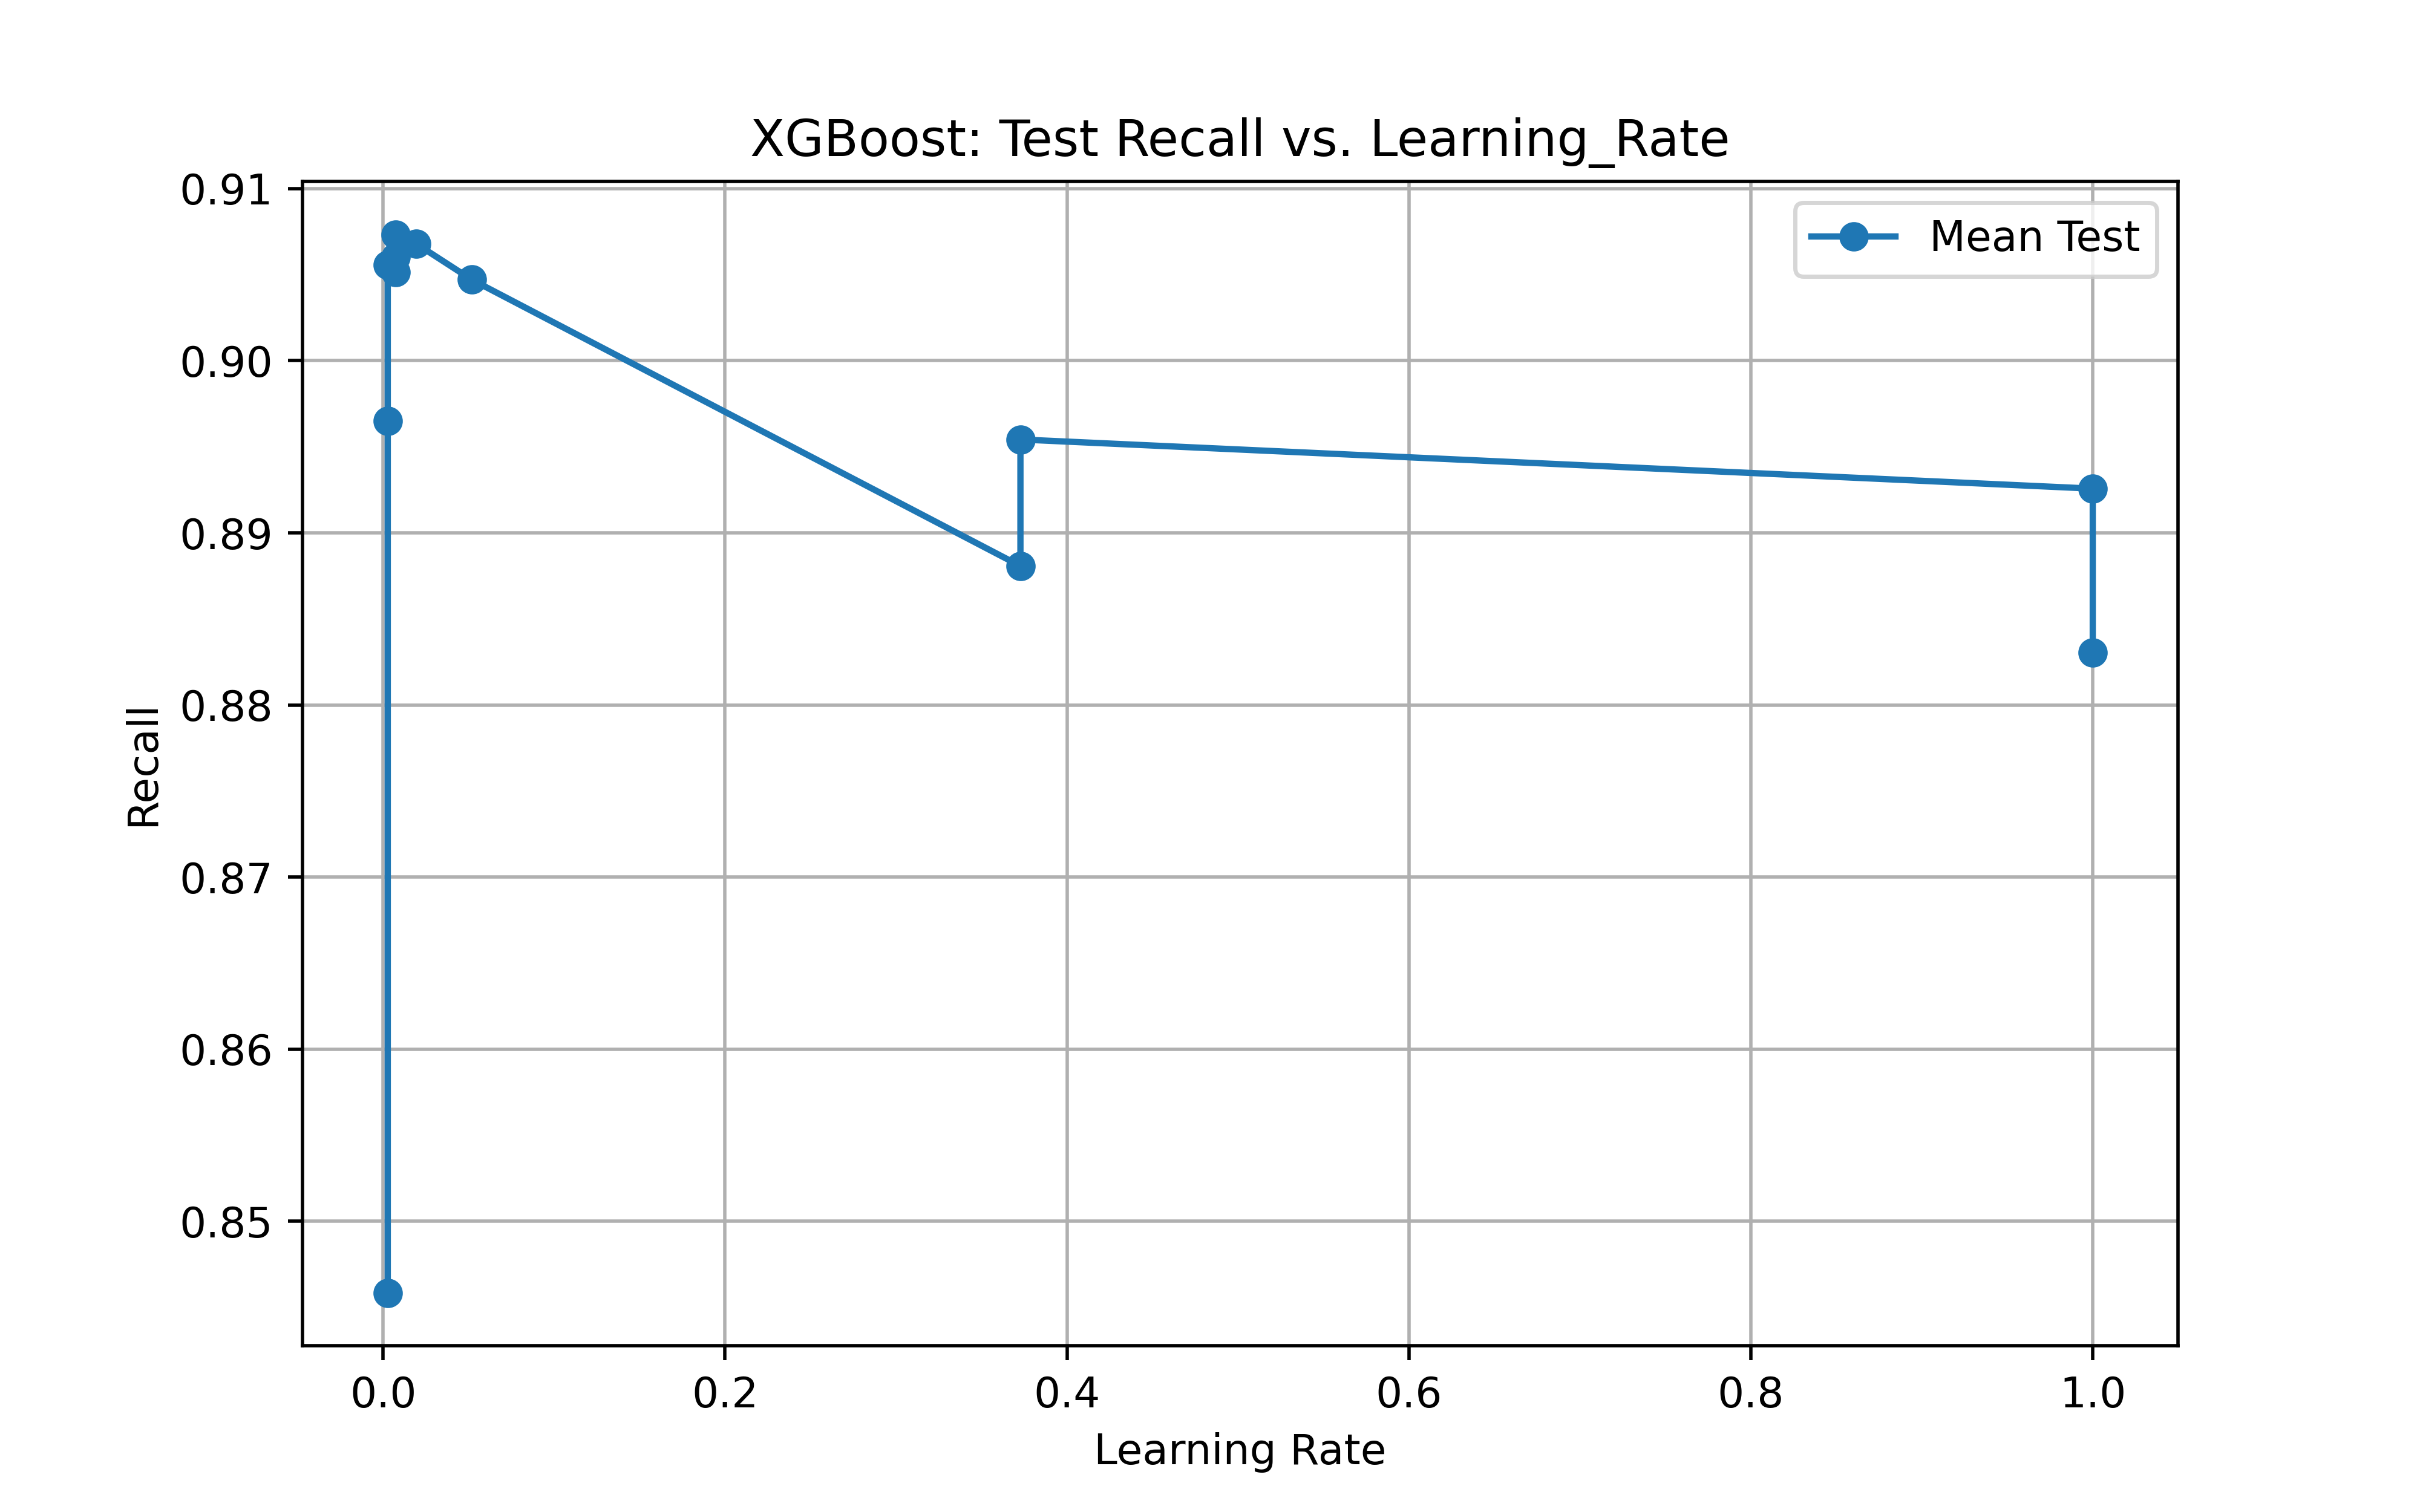 XGBoost: Test Recall vs. Learning_Rate
Mean Test
0.91
0.90
0.89
0.88
0.87
0.86
0.85
Recall
0.0 0.2 0.4 0.6 0.8 1.0
Learning Rate